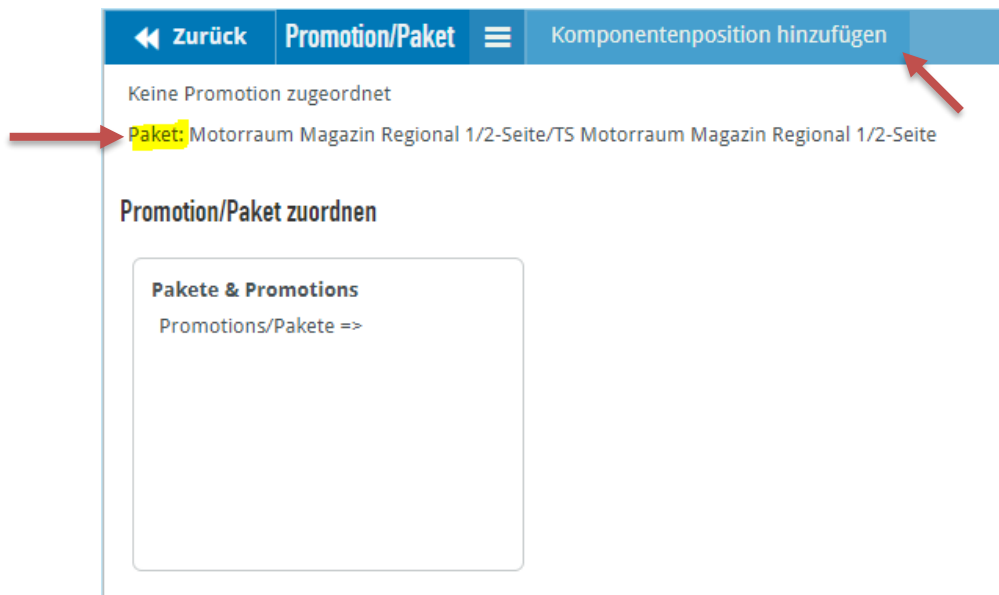 Zurück Promotion/Paket Komponentenposition hinzufügen
Keine Promotion zugeordnet
Paket: Motorraum Magazin Regional 1/2-Seite/TS Motorraum Magazin Regional 1/2-Seite
Promotion/Paket zuordnen
Pakete & Promotions
Promotions/Pakete =>